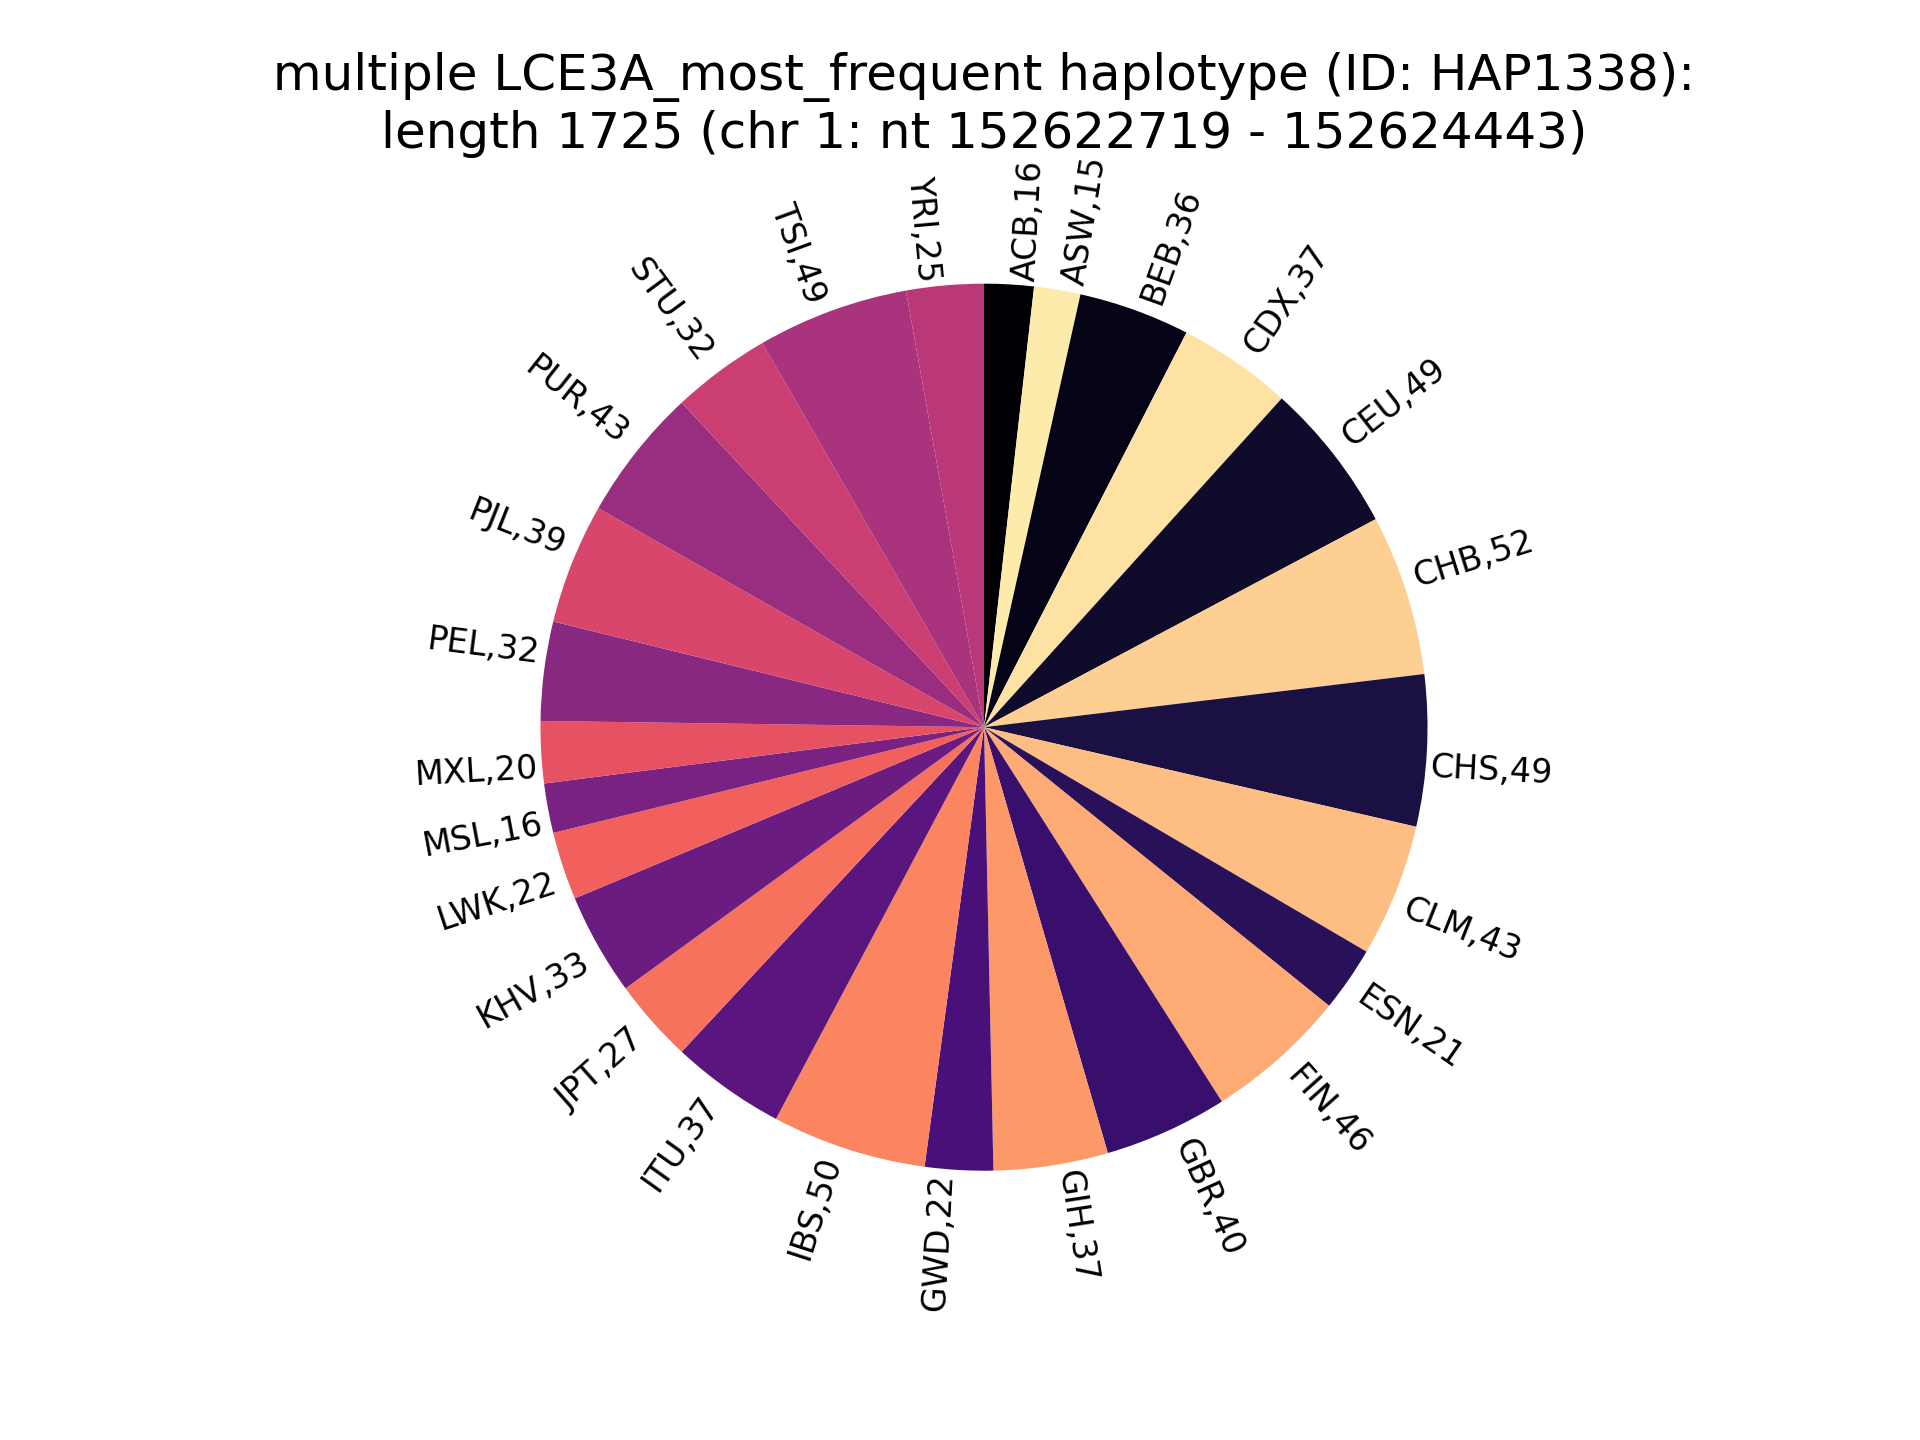 multiple LCE3A_most_frequent haplotype (ID: HAP1338):
length 1725 (chr 1: nt 152622719 - 152624443)
ACB,16
ASW,15
BEB,36
CDX,37
CEU,49
CHB,52
CHS,49
CLM,43
ESN,21
FIN,46
GBR,40
GIH,37
GWD,22
IBS,50
ITU,37
JPT,27
KHV,33
LWK,22
MSL,16
MXL,20
PEL,32
PJL,39
PUR,43
STU,32
TSI,49
YRI,25